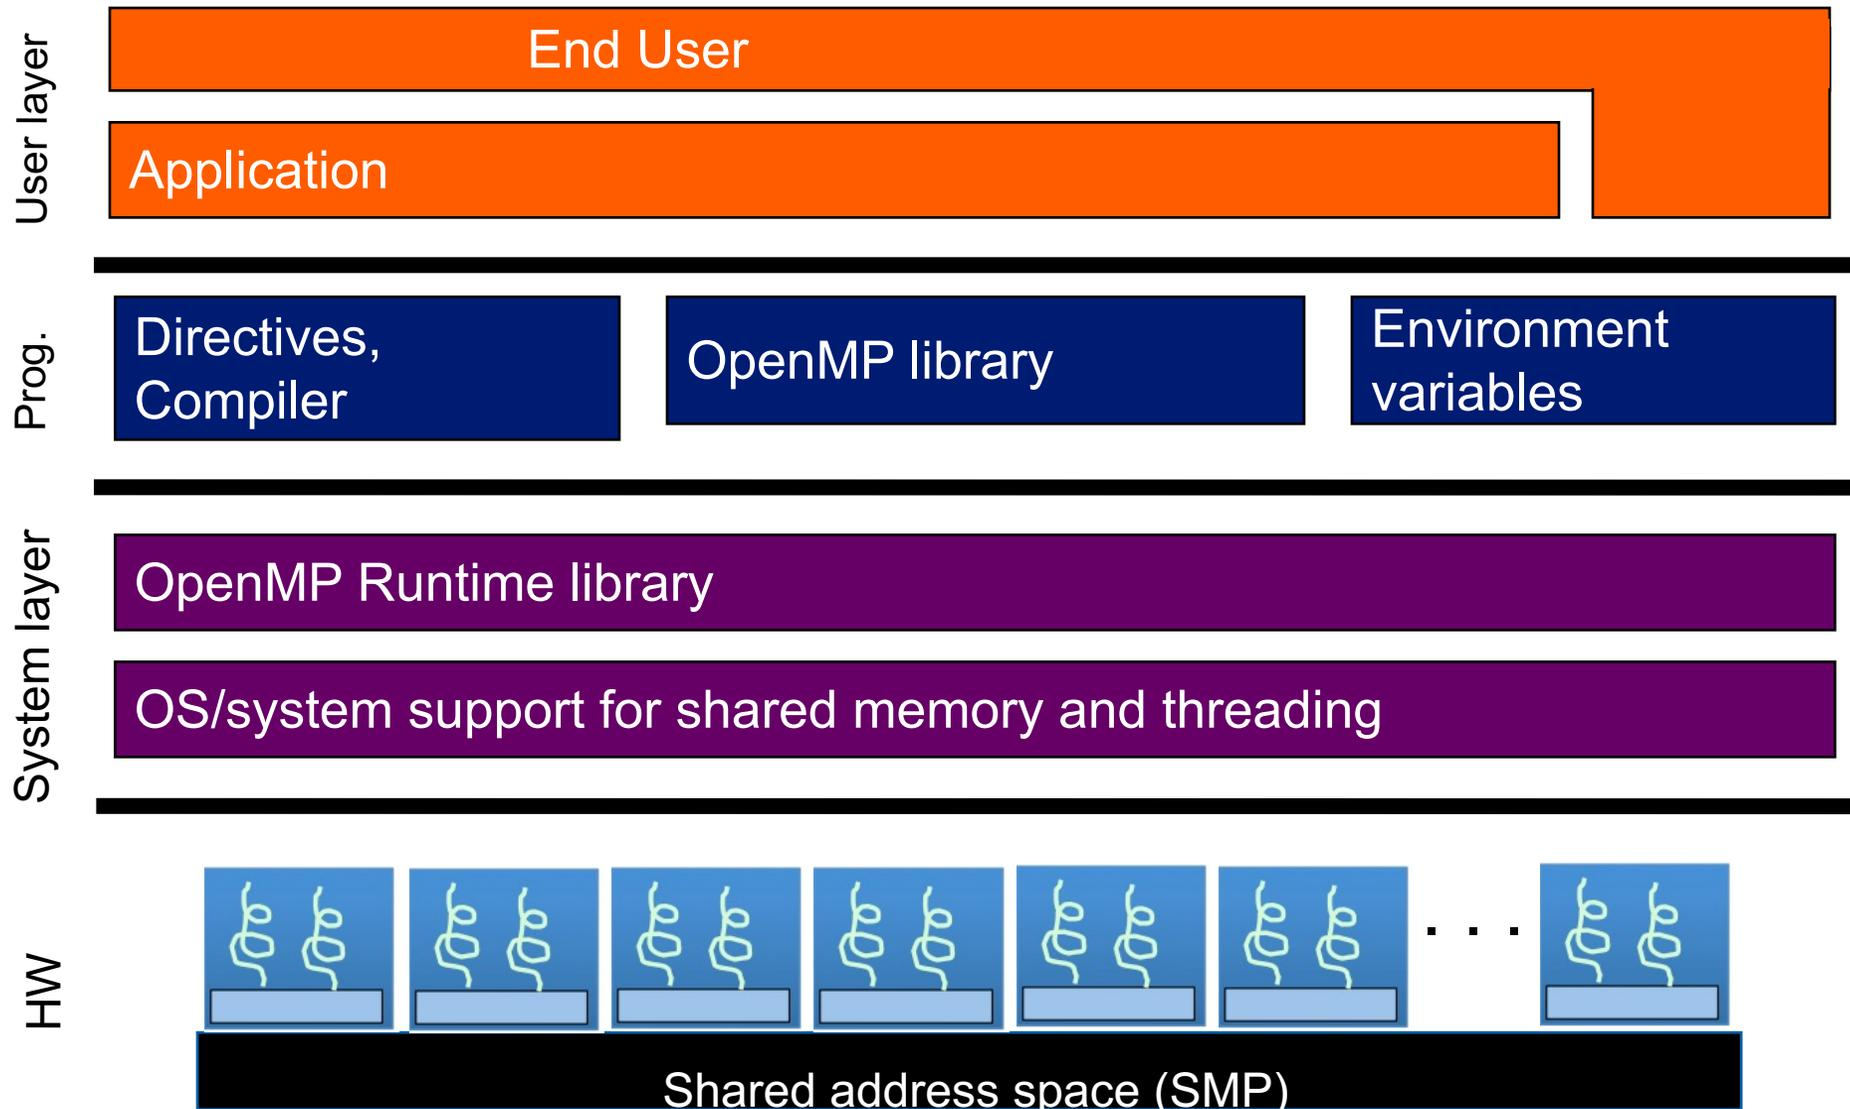 User layer
End User
Application
Prog.
Directives,
Compiler
OpenMP library
Environment
variables
System layer
OpenMP Runtime library
OS/system support for shared memory and threading
HW
. . .
Shared address space (SMP)